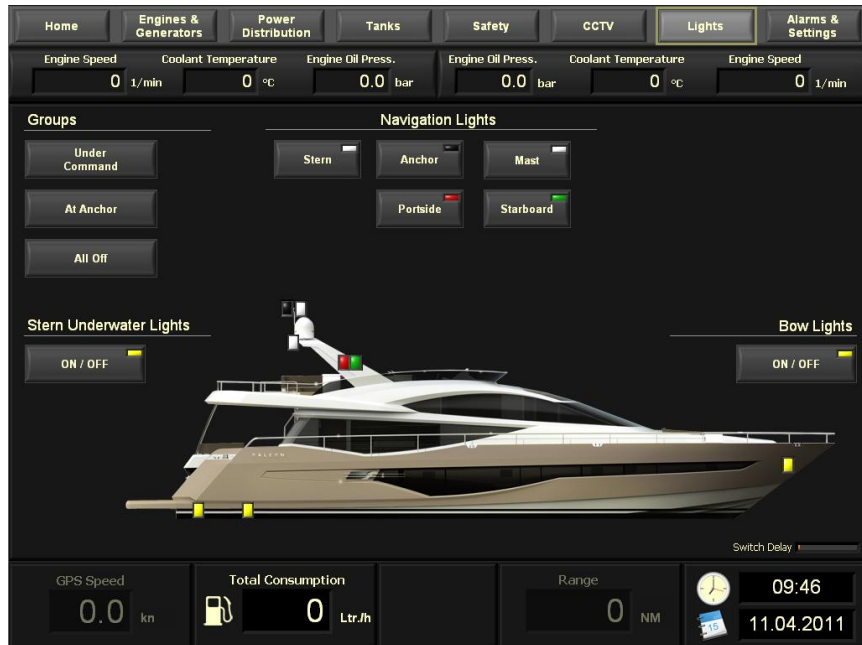 Home
Engines &
Generators
Power
Distribution
Tanks
Safety
CCTV
Lights
Alarms &
Settings
Engine Speed
0 1/min
Coolant Temperature
0 °C
Engine Oil Press.
0.0 bar
Engine Oil Press.
0.0 bar
Coolant Temperature
0 °C
Engine Speed
0 1/min
Groups
Under
Command
At Anchor
All Off
Navigation Lights
Stern
Anchor
Mast
Portside
Starboard
Stern Underwater Lights
ON / OFF
Bow Lights
ON / OFF
FALCON
Switch Delay
GPS Speed
0.0 kn
Total Consumption
0 Ltr./h
Range
0 NM
09:46
15
11.04.2011